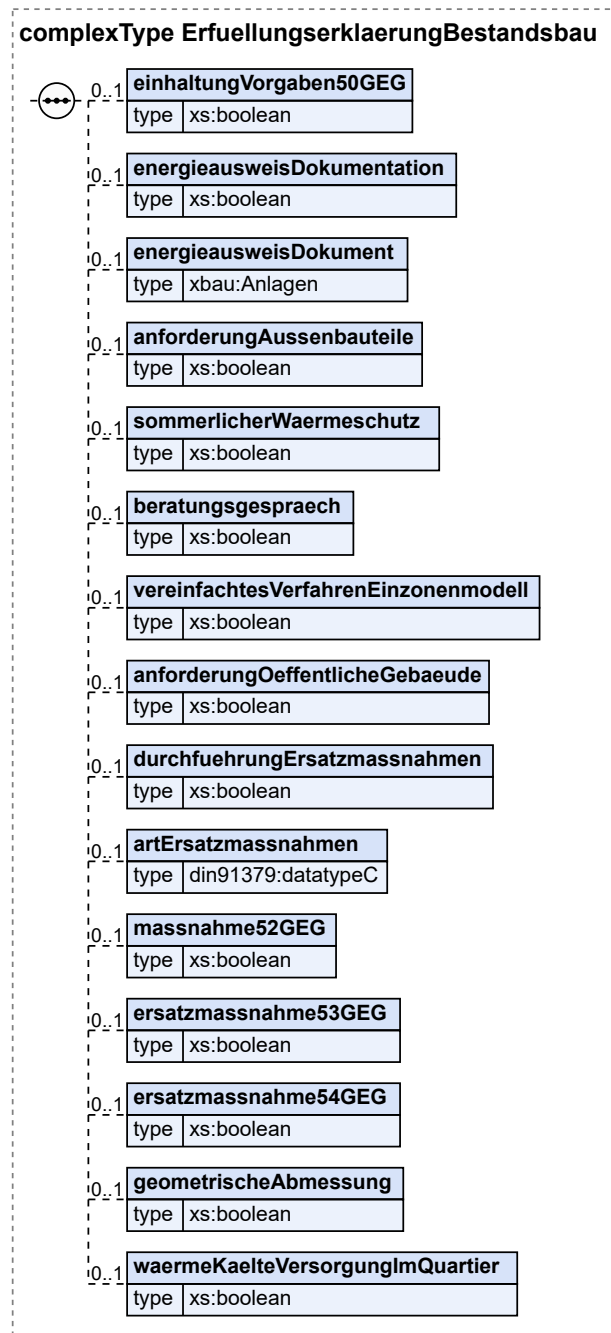 complexType ErfuellungserklaerungBestandsbau
0..1 einhaltungVorgaben50GEG
type xs:boolean
0..1 energieausweisDokumentation
type xs:boolean
0..1 energieausweisDokument
type xbau:Anlagen
0..1 anforderungAussenbauteile
type xs:boolean
0..1 sommerlicherWaermeschutz
type xs:boolean
0..1 beratungsgespraech
type xs:boolean
0..1 vereinfachtesVerfahrenEinzonenmodell
type xs:boolean
0..1 anforderungOeffentlicheGebaeude
type xs:boolean
0..1 durchfuehrungErsatzmassnahmen
type xs:boolean
0..1 artErsatzmassnahmen
type din91379:datatypeC
0..1 massnahme52GEG
type xs:boolean
0..1 ersatzmassnahme53GEG
type xs:boolean
0..1 ersatzmassnahme54GEG
type xs:boolean
0..1 geometrischeAbmessung
type xs:boolean
0..1 waermeKaelteVersorgungImQuartier
type xs:boolean